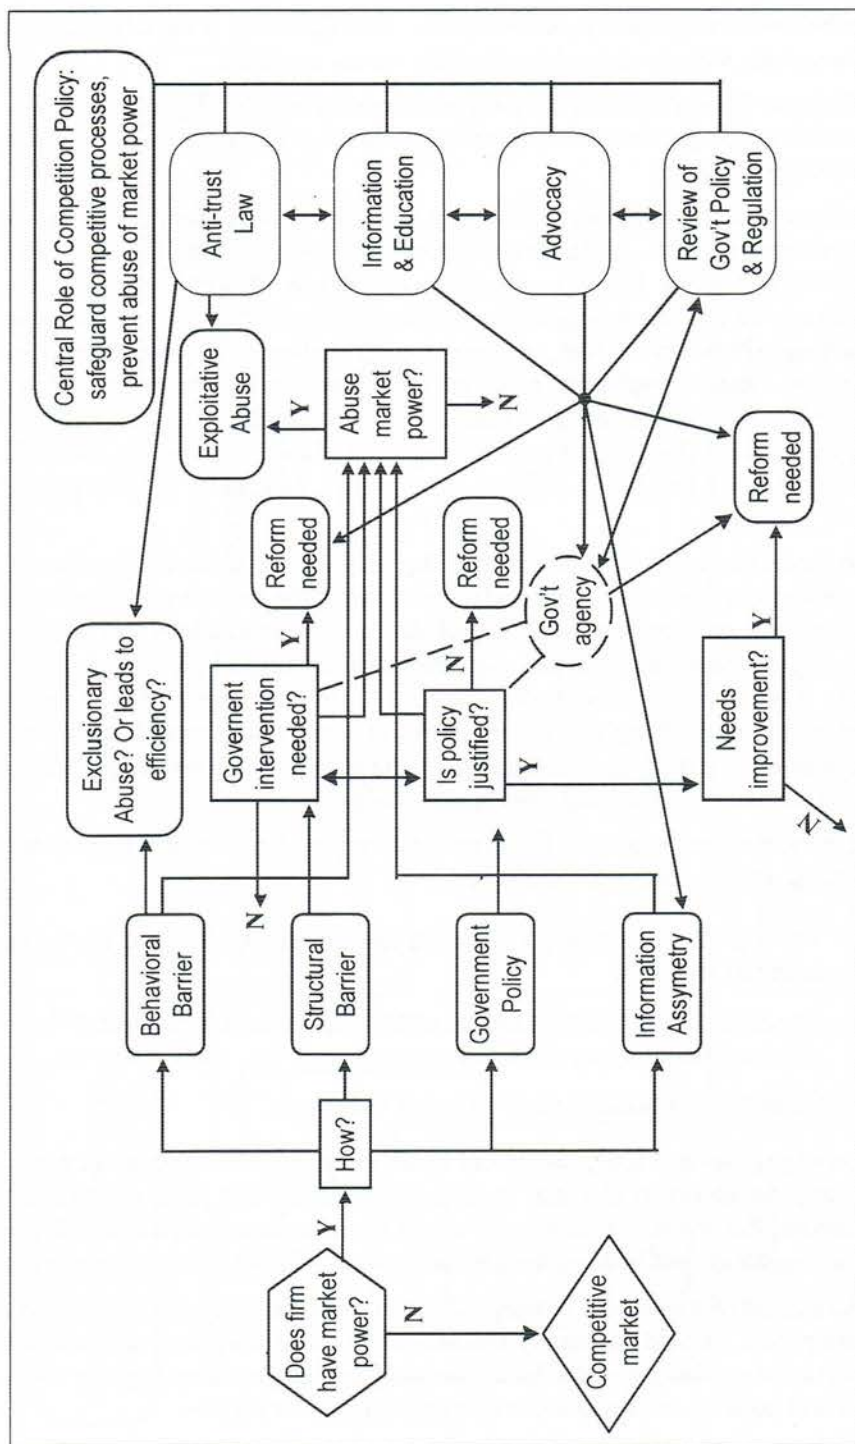 Central Role of Competition Policy:
safeguard competitive processes,
prevent abuse of market power
Does firm
have market
power?
Y
N
Competitive
market
How?
Behavioral
Barrier
Structural
Barrier
Government
Policy
Information
Assymetry
Exclusionary
Abuse? Or leads to
efficiency?
Governent
intervention
needed?
N
Y
Reform
needed
Is policy
justified?
N
Reform
needed
Y
Needs
improvement?
Y
Reform
needed
N
Gov't
agency
Abuse
market
power?
Y
N
Exploitative
Abuse
Anti-trust
Law
Information
& Education
Advocacy
Review of
Gov't Policy
& Regulation